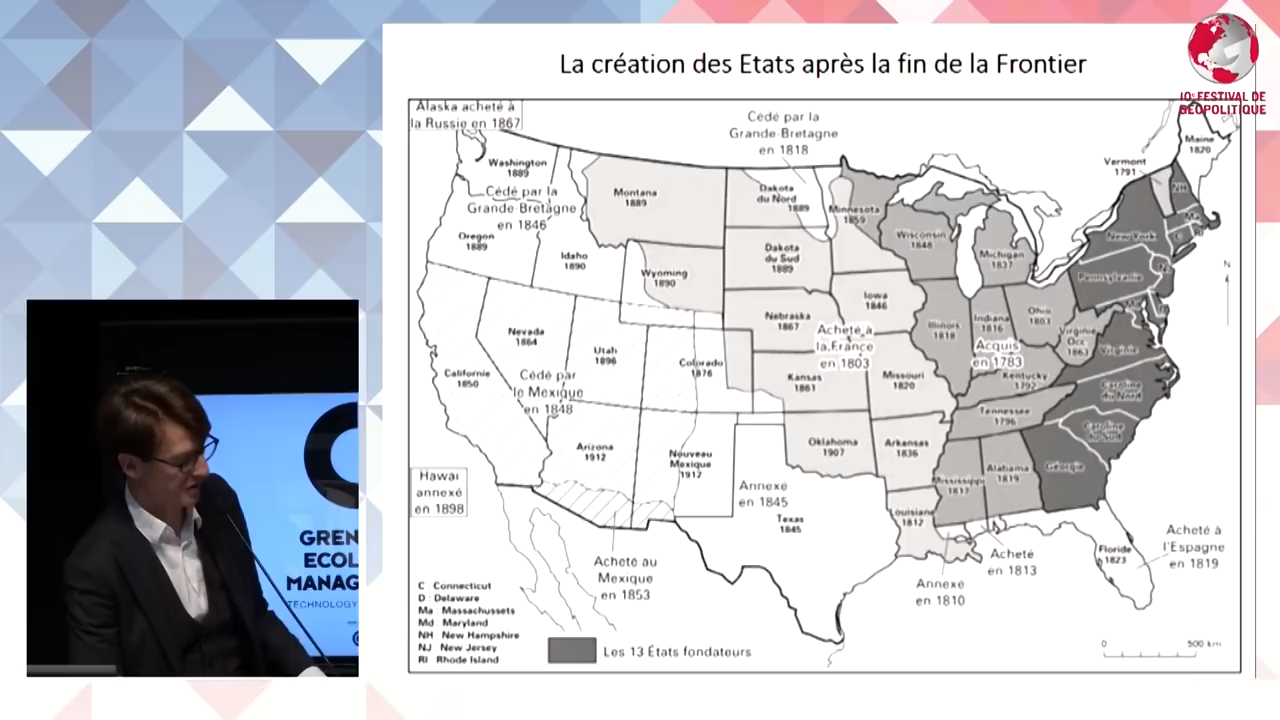 La création des Etats après la fin de la Frontier
10e FESTIVAL DE
GÉOPOLITIQUE
Alaska acheté à
la Russie en 1867
Cédé par la
Grande-Bretagne
en 1818
Maine
1820
Vermont
1791
NH
Washington
1889
Cédé par la
Grande Bretagne
en 1846
Montana
1889
Dakota
du Nord
1889
Minnesota
1859
Wisconsin
1848
Michigan
1837
New York
Ma
C
Oregon
1889
Idaho
1890
Wyoming
1890
Dakota
du Sud
1889
Pennsylvanie
Nebraska
1867
Iowa
1846
Acheté à
la France
en 1803
Illinois
1818
Indiana
1816
Ohio
1803
Acquis
en 1783
Virginie
Occ.
1863
Virginie
Nevada
1864
Utah
1896
Colorado
1876
Californie
1850
Cédé par
le Mexique
en 1848
Kansas
1861
Missouri
1820
Kentucky
1792
Caroline
du Nord
Tennessee
1796
Caroline
du Sud
Arizona
1912
Nouveau
Mexique
1912
Oklahoma
1907
Arkansas
1836
Mississippi
1817
Alabama
1819
Géorgie
Hawai
annexé
en 1898
Annexé
en 1845
Texas
1845
Louisiane
1812
Acheté au
Mexique
en 1853
Annexe
en 1810
Acheté
en 1813
Floride
1823
Acheté à
l'Espagne
en 1819
N
C : Connecticut
D : Delaware
Ma : Massachussets
Md : Maryland
NH : New Hampshire
NJ : New Jersey
RI : Rhode Island
Les 13 États fondateurs
0 500 km
GREN
ECOL
MANAG
TECHNOLOGY